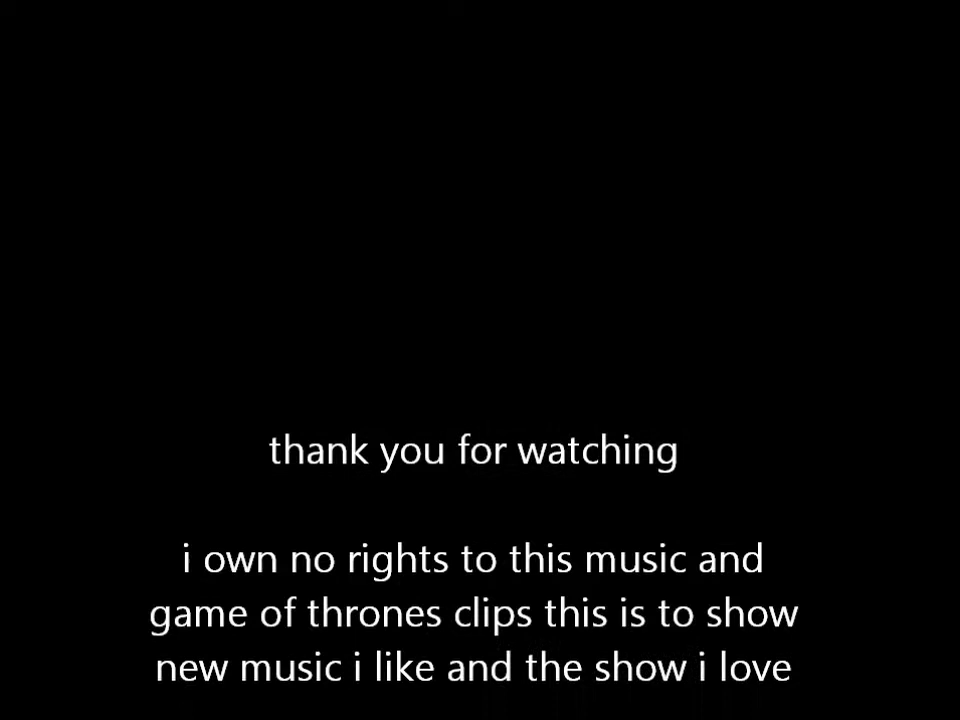 thank you for watching
i own no rights to this music and
game of thrones clips this is to show
new music i like and the show i love